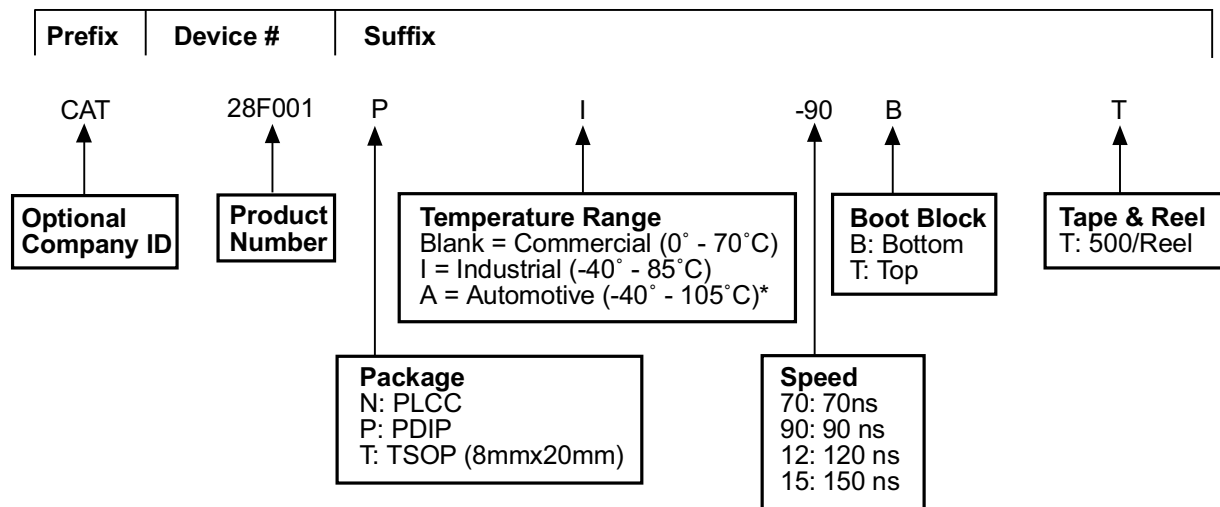 Prefix Device # Suffix
CAT 28F001 P I -90 B T
Optional
Company ID
Product
Number
Temperature Range
Blank = Commercial (0˚ - 70˚C)
I = Industrial (-40˚ - 85˚C)
A = Automotive (-40˚ - 105˚C)*
Boot Block
B: Bottom
T: Top
Tape & Reel
T: 500/Reel
Package
N: PLCC
P: PDIP
T: TSOP (8mmx20mm)
Speed
70: 70ns
90: 90 ns
12: 120 ns
15: 150 ns